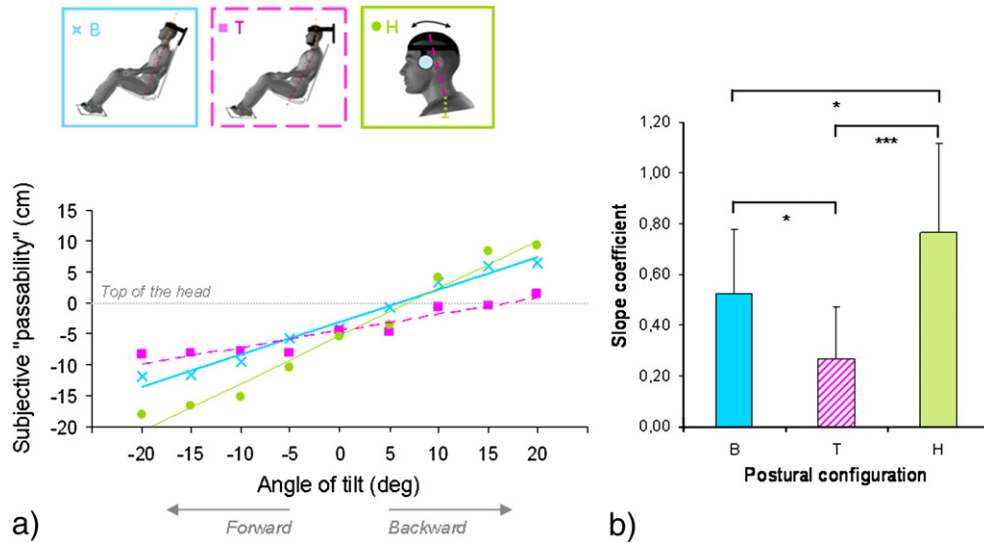 B
T
H
Subjective "passability" (cm)
15
10
5
0
-5
-10
-15
-20
Top of the head
-20 -15 -10 -5 0 5 10 15 20
Angle of tilt (deg)
Forward
Backward
a)
Slope coefficient
1,20
1,00
0,80
0,60
0,40
0,20
0,00
*
***
*
B T H
Postural configuration
b)